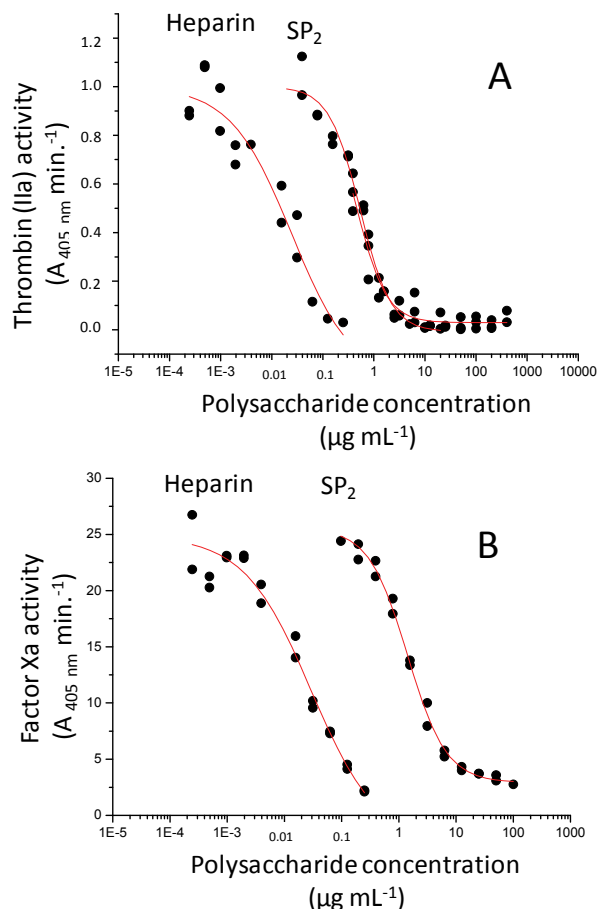 Heparin SP₂
A
1.2
1.0
0.8
0.6
0.4
0.2
0.0
Thrombin (IIa) activity
(A 405 nm min.⁻¹)
1E-5 1E-4 1E-3 0.01 0.1 1 10 100 1000 10000
Polysaccharide concentration
(µg mL⁻¹)
Heparin SP₂
B
30
25
20
15
10
5
0
Factor Xa activity
(A 405 nm min.⁻¹)
1E-5 1E-4 1E-3 0.01 0.1 1 10 100 1000
Polysaccharide concentration
(µg mL⁻¹)